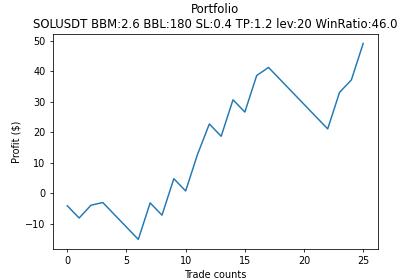 Portfolio
SOLUSDT BBM:2.6 BBL:180 SL:0.4 TP:1.2 lev:20 WinRatio:46.0
50
40
30
20
10
0
−10
Profit ($)
0 5 10 15 20 25
Trade counts